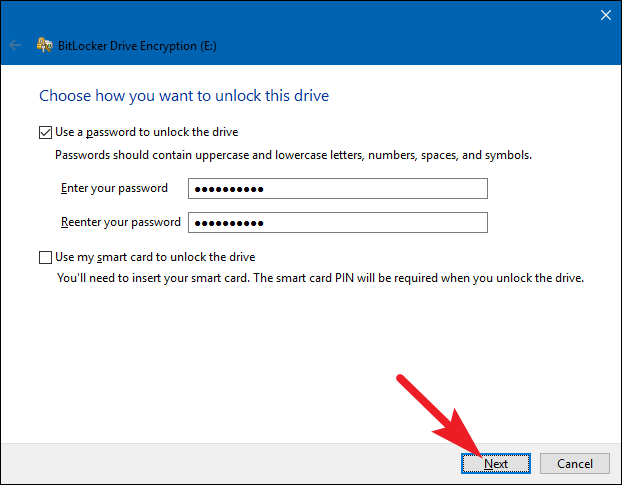 BitLocker Drive Encryption (E:)
Choose how you want to unlock this drive
Use a password to unlock the drive
Passwords should contain uppercase and lowercase letters, numbers, spaces, and symbols.
Enter your password ●●●●●●●●●●
Reenter your password ●●●●●●●●●●
Use my smart card to unlock the drive
You'll need to insert your smart card. The smart card PIN will be required when you unlock the drive.
Next Cancel